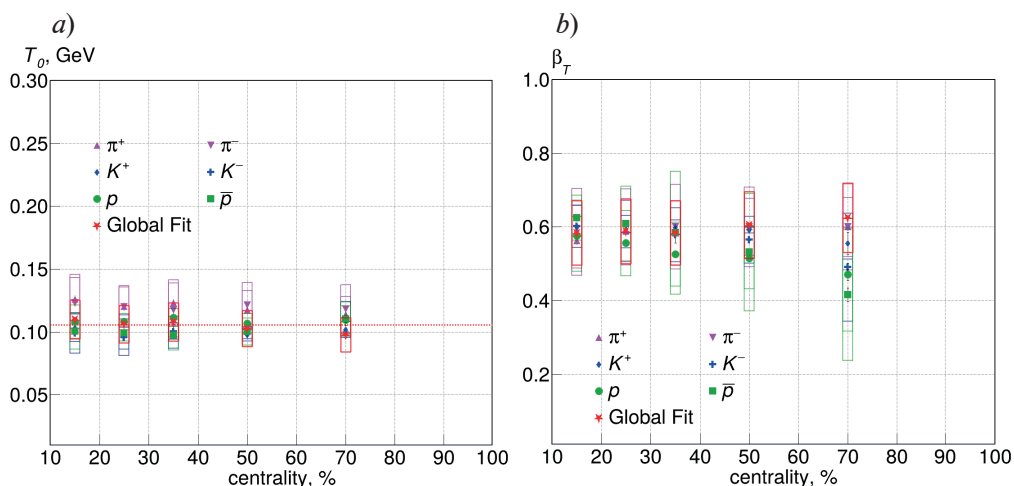 a)
T₀, GeV
0.30
0.25
0.20
0.15
0.10
0.05
π⁺ π⁻
K⁺ K⁻
p p̅
Global Fit
10 20 30 40 50 60 70 80 90 100
centrality, %
b)
β_T
1.0
0.8
0.6
0.4
0.2
π⁺ π⁻
K⁺ K⁻
p p̅
Global Fit
10 20 30 40 50 60 70 80 90 100
centrality, %